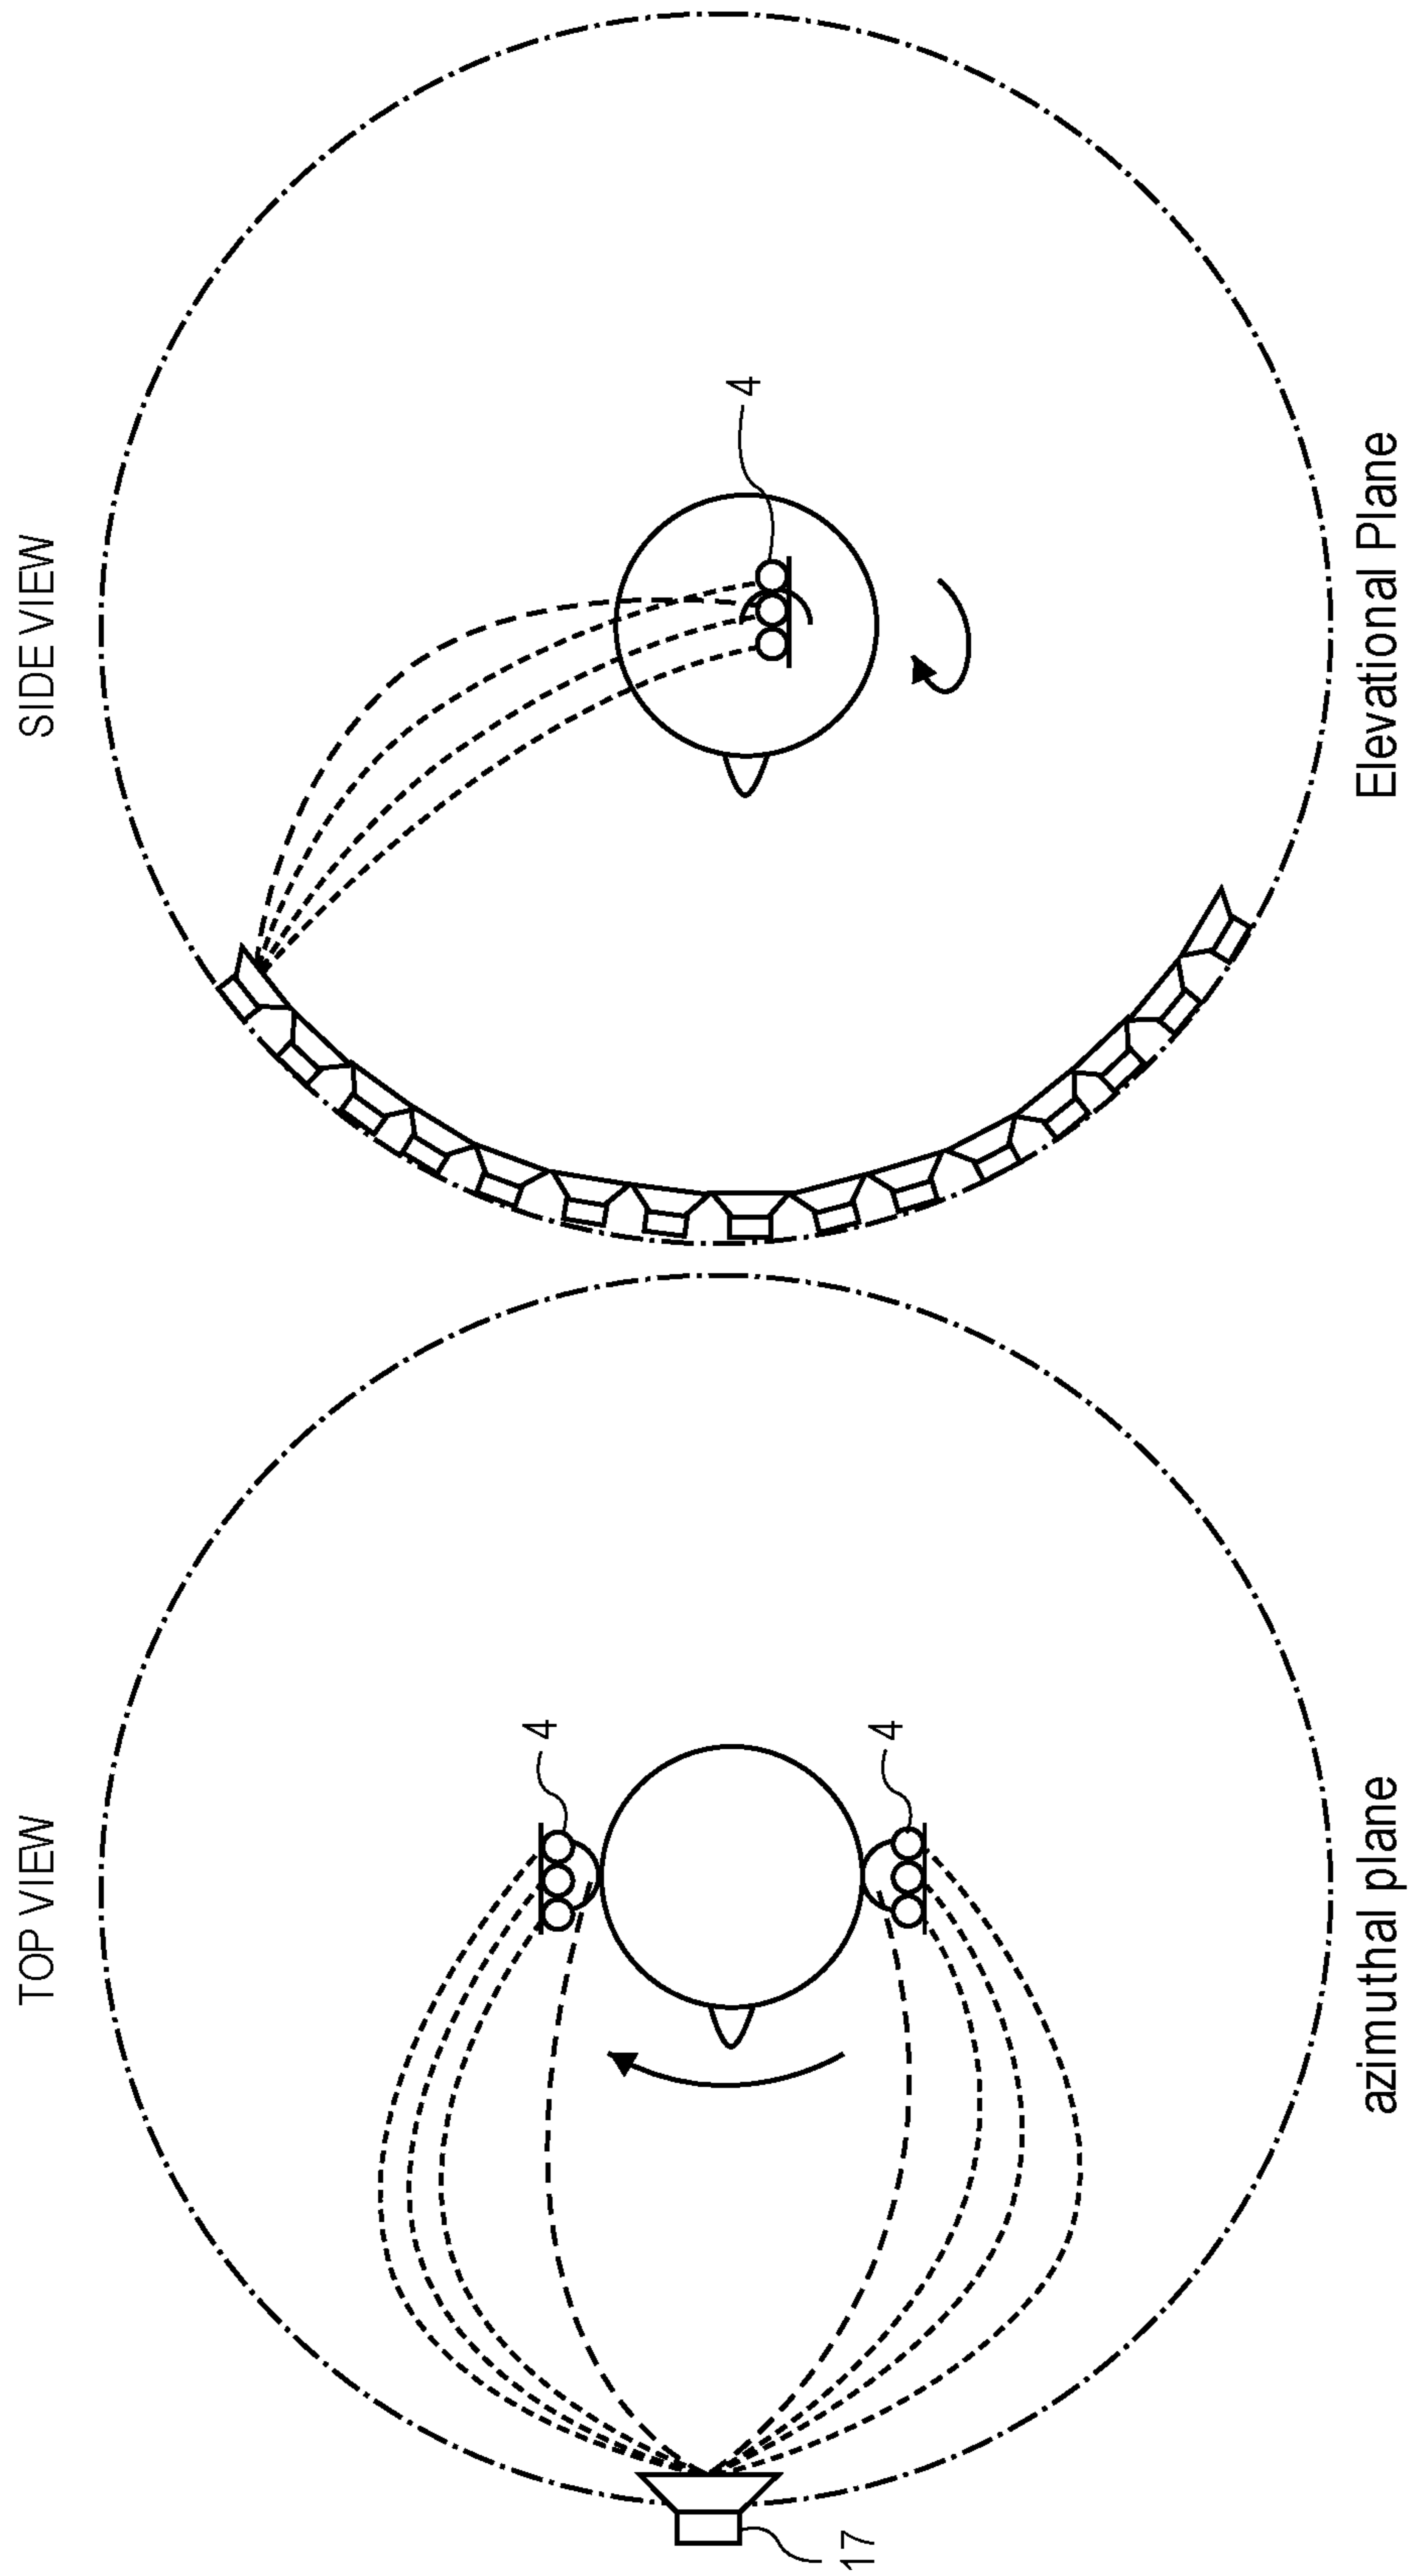 TOP VIEW
4
4
17
azimuthal plane
SIDE VIEW
4
Elevational Plane